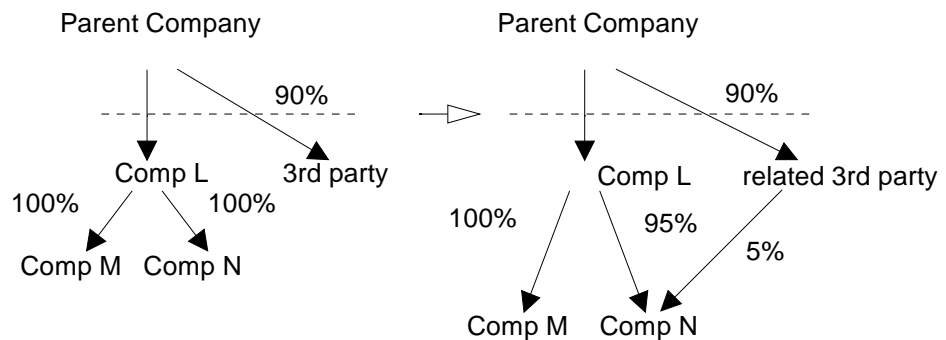 Parent Company
90%
Comp L
3rd party
100%
100%
Comp M
Comp N
Parent Company
90%
Comp L
related 3rd party
100%
95%
5%
Comp M
Comp N